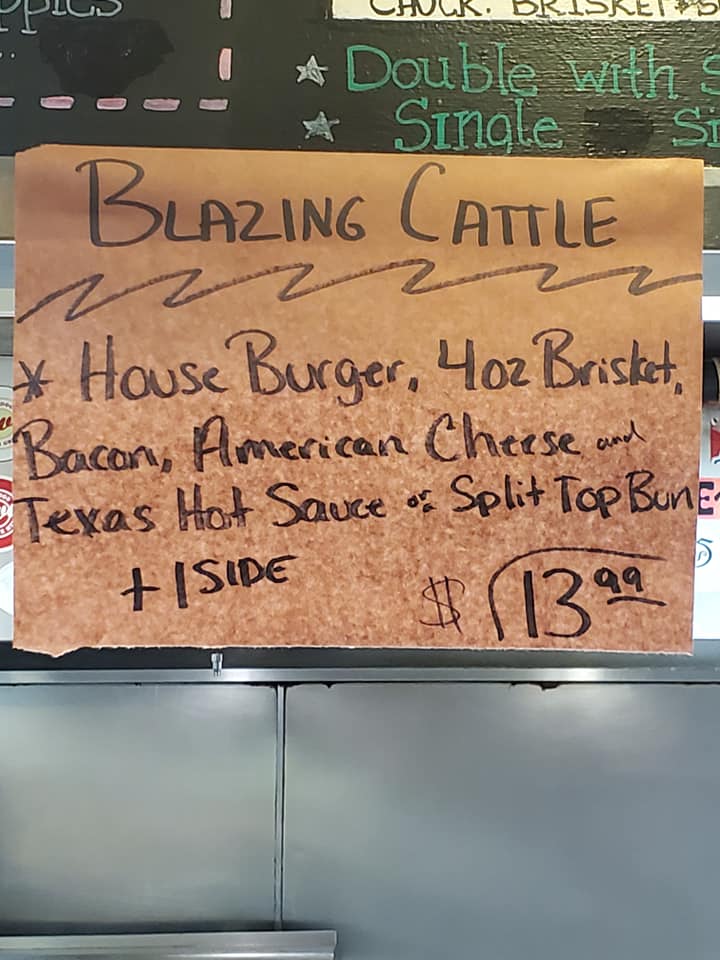 CHUCK. BRISKET
Double with
Single
BLAZING CATTLE
* House Burger, 4oz Brisket,
Bacon, American Cheese and
Texas Hot Sauce on Split Top Bun
+ 1 SIDE
$ 13.99